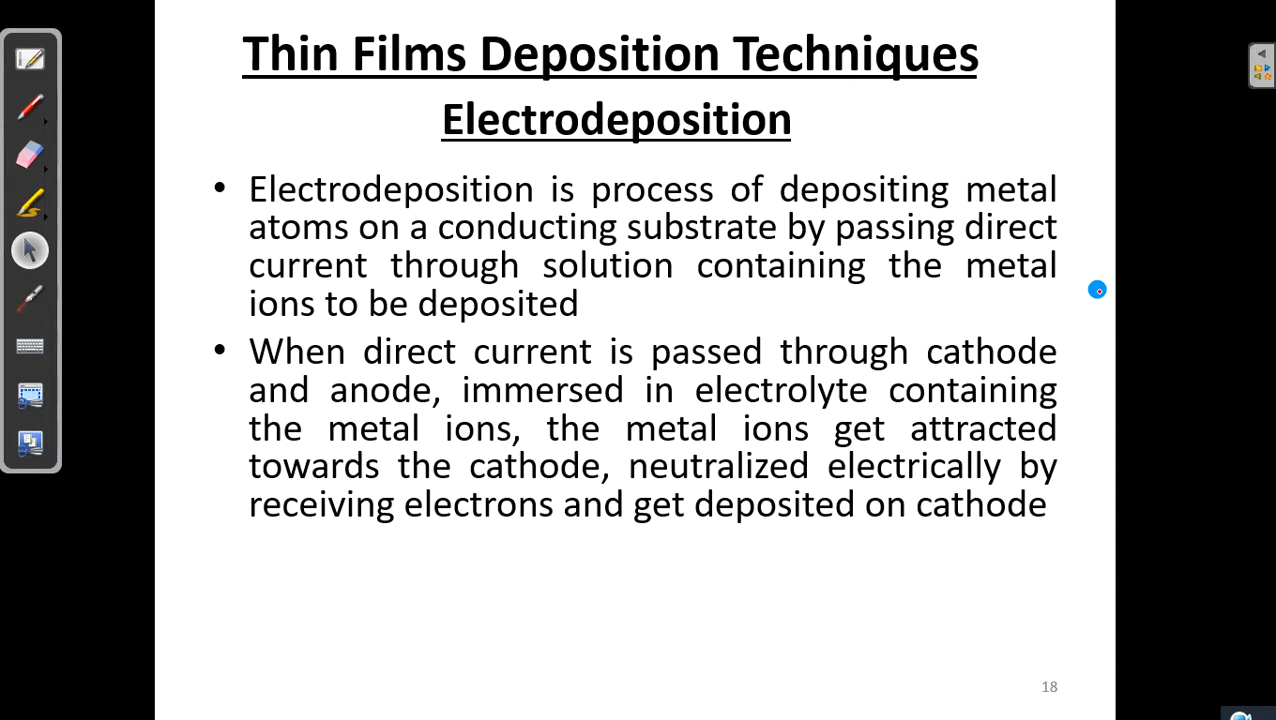 Thin Films Deposition Techniques
Electrodeposition
• Electrodeposition is process of depositing metal
atoms on a conducting substrate by passing direct
current through solution containing the metal
ions to be deposited
• When direct current is passed through cathode
and anode, immersed in electrolyte containing
the metal ions, the metal ions get attracted
towards the cathode, neutralized electrically by
receiving electrons and get deposited on cathode
18